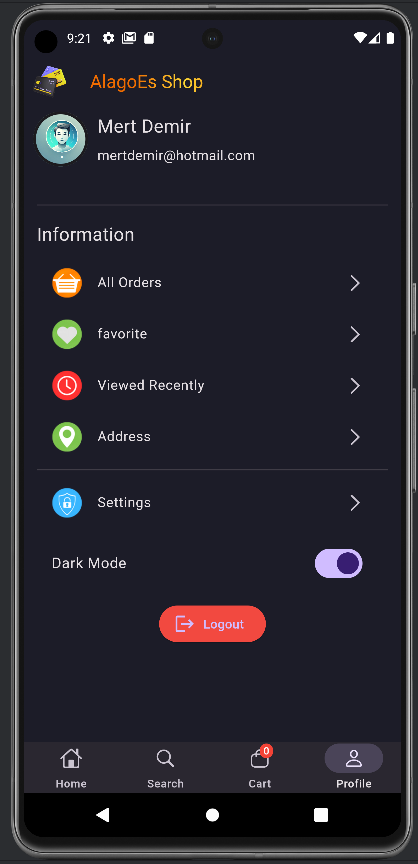 9:21
AlagoEs Shop
Mert Demir
mertdemir@hotmail.com
Information
All Orders
favorite
Viewed Recently
Address
Settings
Dark Mode
Logout
0
Home
Search
Cart
Profile